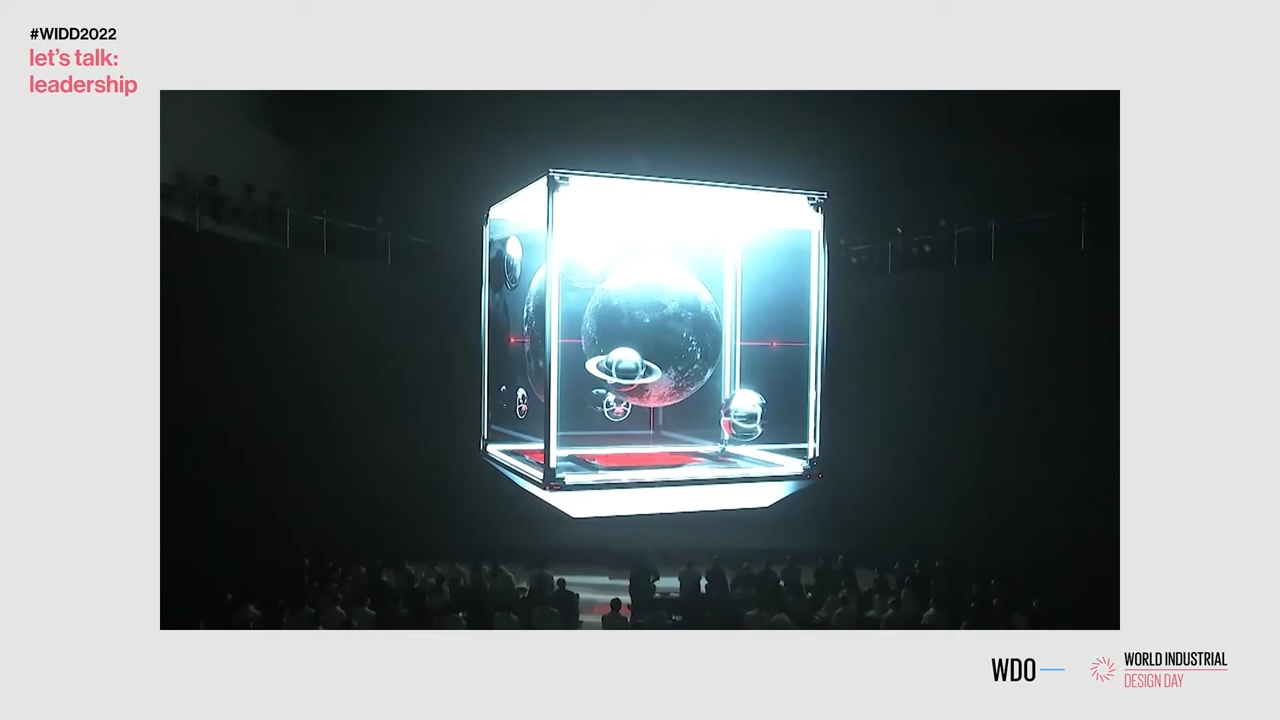 #WIDD2022
let's talk:
leadership
WDO
WORLD INDUSTRIAL
DESIGN DAY